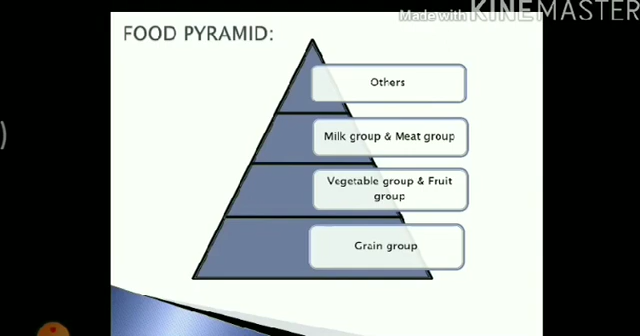 Made with KINEMASTER
FOOD PYRAMID:
Others
Milk group & Meat group
Vegetable group & Fruit
group
Grain group
)